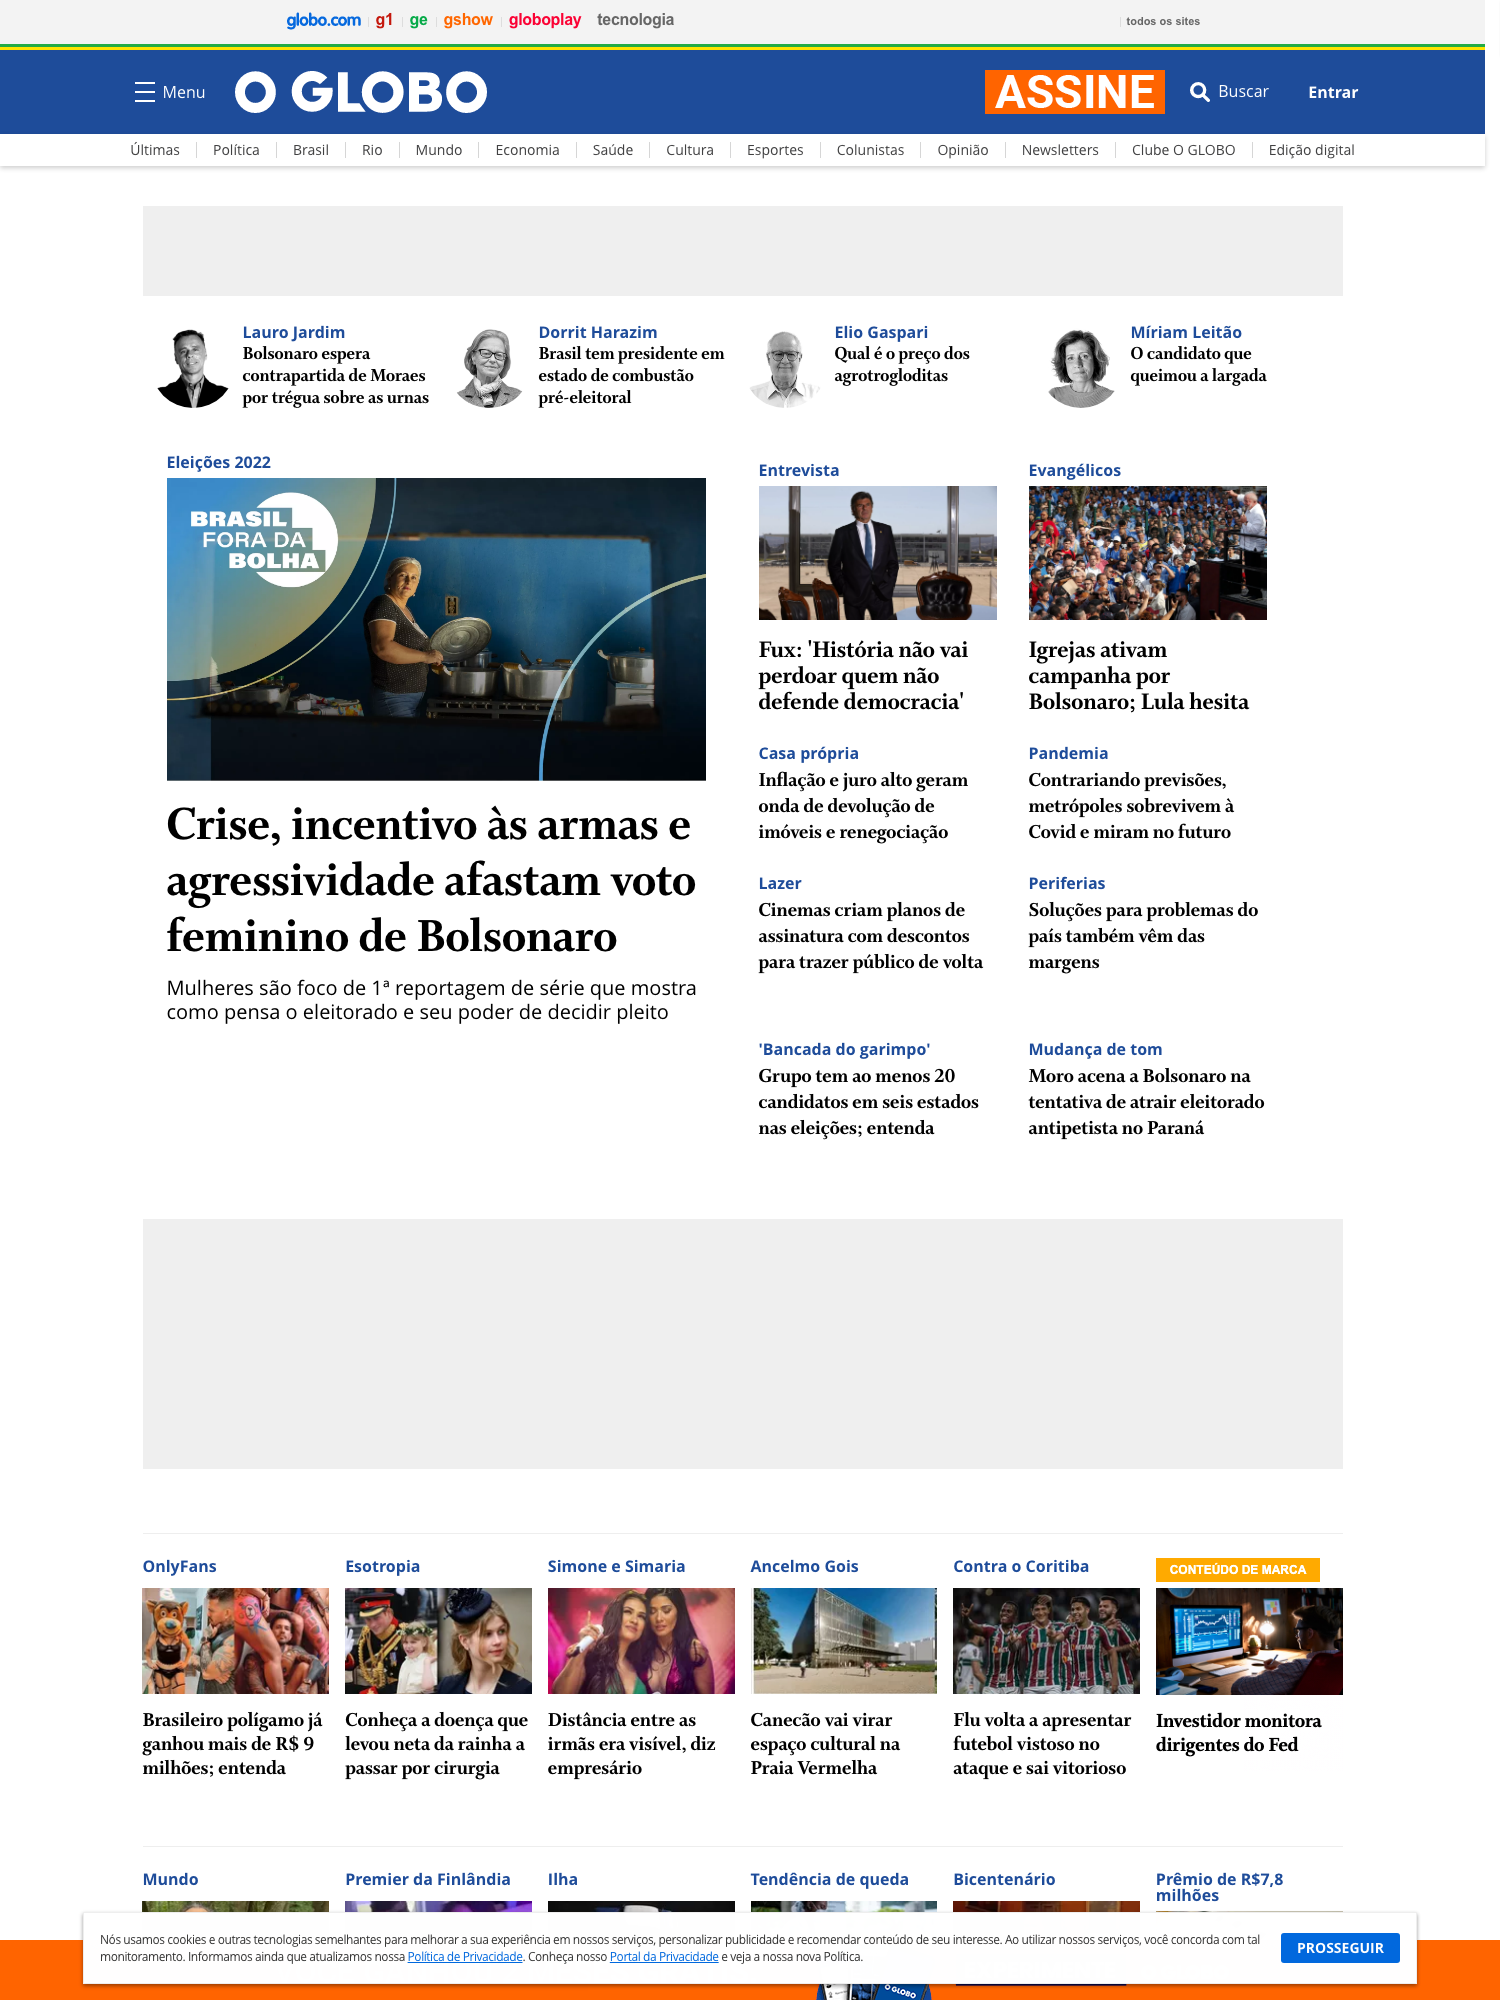 globo.com
g1
ge
gshow
globoplay
tecnologia
todos os sites
Menu
O GLOBO
ASSINE
Buscar
Entrar
Últimas
Política
Brasil
Rio
Mundo
Economia
Saúde
Cultura
Esportes
Colunistas
Opinião
Newsletters
Clube O GLOBO
Edição digital
Lauro Jardim
Bolsonaro espera
contrapartida de Moraes
por trégua sobre as urnas
Dorrit Harazim
Brasil tem presidente em
estado de combustão
pré-eleitoral
Elio Gaspari
Qual é o preço dos
agrotrogloditas
Míriam Leitão
O candidato que
queimou a largada
Eleições 2022
BRASIL
FORA DA
BOLHA
Crise, incentivo às armas e
agressividade afastam voto
feminino de Bolsonaro
Mulheres são foco de 1ª reportagem de série que mostra
como pensa o eleitorado e seu poder de decidir pleito
Entrevista
Fux: 'História não vai
perdoar quem não
defende democracia'
Evangélicos
Igrejas ativam
campanha por
Bolsonaro; Lula hesita
Casa própria
Inflação e juro alto geram
onda de devolução de
imóveis e renegociação
Pandemia
Contrariando previsões,
metrópoles sobrevivem à
Covid e miram no futuro
Lazer
Cinemas criam planos de
assinatura com descontos
para trazer público de volta
Periferias
Soluções para problemas do
país também vêm das
margens
'Bancada do garimpo'
Grupo tem ao menos 20
candidatos em seis estados
nas eleições; entenda
Mudança de tom
Moro acena a Bolsonaro na
tentativa de atrair eleitorado
antipetista no Paraná
OnlyFans
Brasileiro polígamo já
ganhou mais de R$ 9
milhões; entenda
Esotropia
Conheça a doença que
levou neta da rainha a
passar por cirurgia
Simone e Simaria
Distância entre as
irmãs era visível, diz
empresário
Ancelmo Gois
Canecão vai virar
espaço cultural na
Praia Vermelha
Contra o Coritiba
Flu volta a apresentar
futebol vistoso no
ataque e sai vitorioso
CONTEÚDO DE MARCA
Investidor monitora
dirigentes do Fed
Mundo
Premier da Finlândia
Ilha
Tendência de queda
Bicentenário
Prêmio de R$7,8
milhões
Nós usamos cookies e outras tecnologias semelhantes para melhorar a sua experiência em nossos serviços, personalizar publicidade e recomendar conteúdo de seu interesse. Ao utilizar nossos serviços, você concorda com tal
monitoramento. Informamos ainda que atualizamos nossa Política de Privacidade. Conheça nosso Portal da Privacidade e veja a nossa nova Política.
PROSSEGUIR
O GLOBO